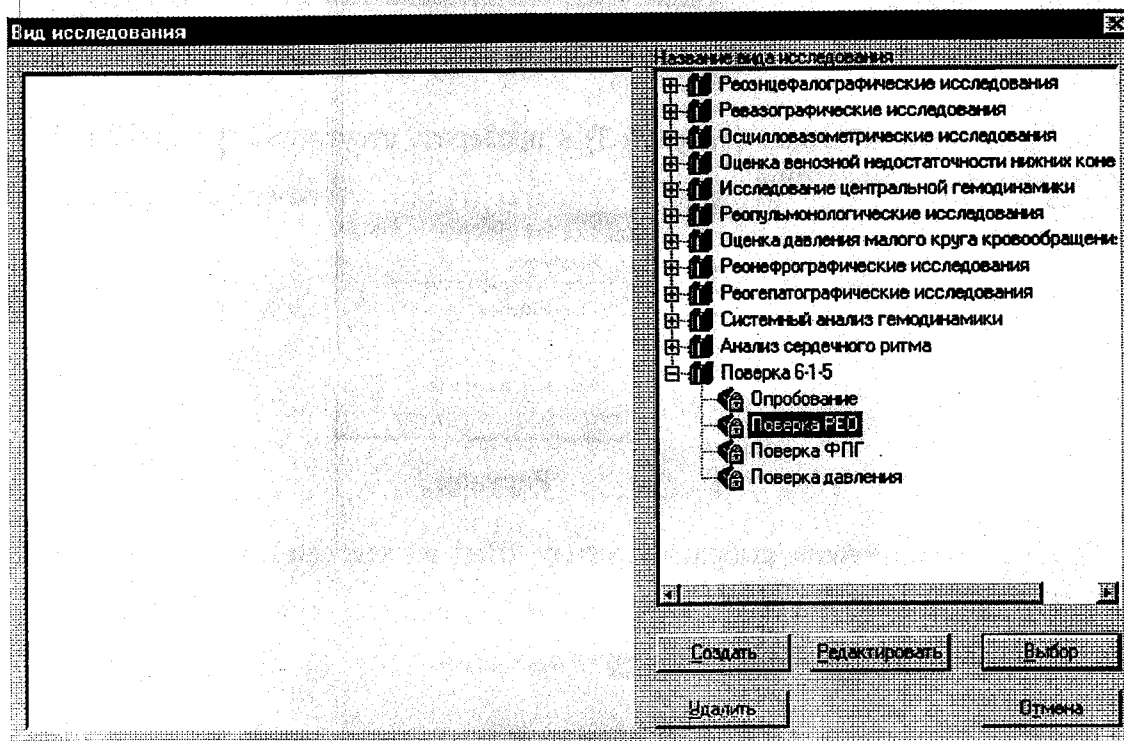 Вид исследования
Название вида исследования
Реоэнцефалографические исследования
Ревазографические исследования
Осцилловазометрические исследования
Оценка венозной недостаточности нижних коне
Исследование центральной гемодинамики
Реопульмонологические исследования
Оценка давления малого круга кровообращени
Реонефрографические исследования
Реогепатографические исследования
Системный анализ гемодинамики
Анализ сердечного ритма
Поверка 6-1-5
Опробование
Поверка РЕО
Поверка ФПГ
Поверка давления
Создать
Редактировать
Выбор
Удалить
Отмена